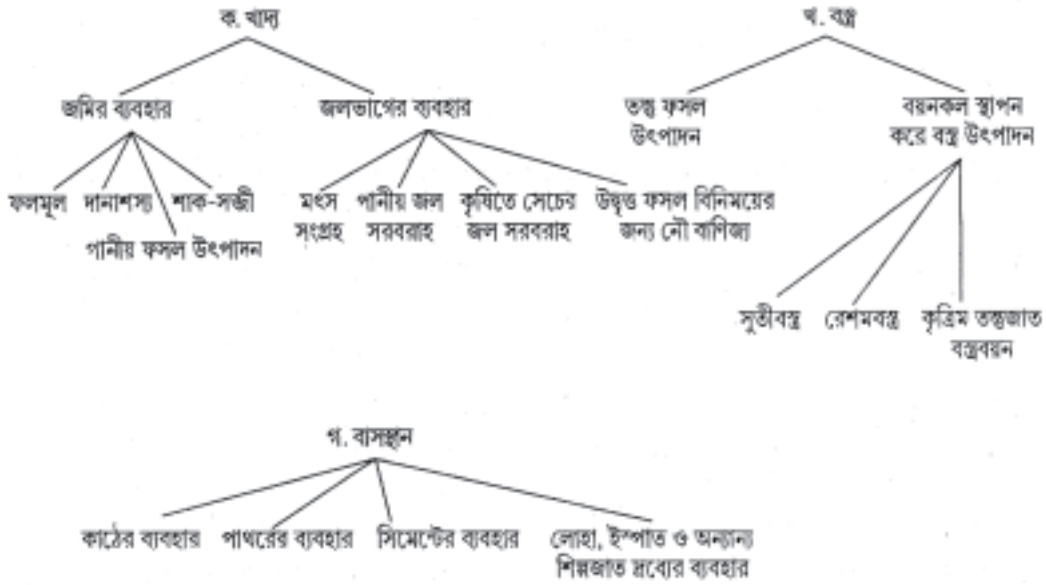 ক. খাদ্য
জমির ব্যবহার
জলভাগের ব্যবহার
ফলমূল দানাশস্য শাক-সব্জী
পানীয় ফসল উৎপাদন
মৎস সংগ্রহ
পানীয় জল সরবরাহ
কৃষিতে সেচের জল সরবরাহ
উদ্বৃত্ত ফসল বিনিময়ের জন্য নৌ বাণিজ্য
খ. বস্ত্র
তন্তু ফসল
উৎপাদন
বয়নকল স্থাপন
করে বস্ত্র উৎপাদন
সুতীবস্ত্র রেশমবস্ত্র কৃত্রিম তন্তুজাত
বস্ত্রবয়ন
গ. বাসস্থান
কাঠের ব্যবহার পাথরের ব্যবহার সিমেন্টের ব্যবহার লোহা, ইস্পাত ও অন্যান্য
শিল্পজাত দ্রব্যের ব্যবহার